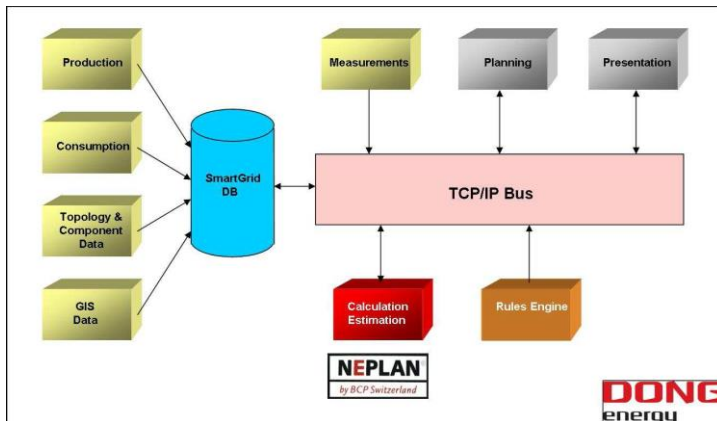 Production
Measurements
Planning
Presentation
Consumption
SmartGrid
DB
TCP/IP Bus
Topology &
Component
Data
GIS
Data
Calculation
Estimation
Rules Engine
NEPLAN®
by BCP Switzerland
DONG
energy